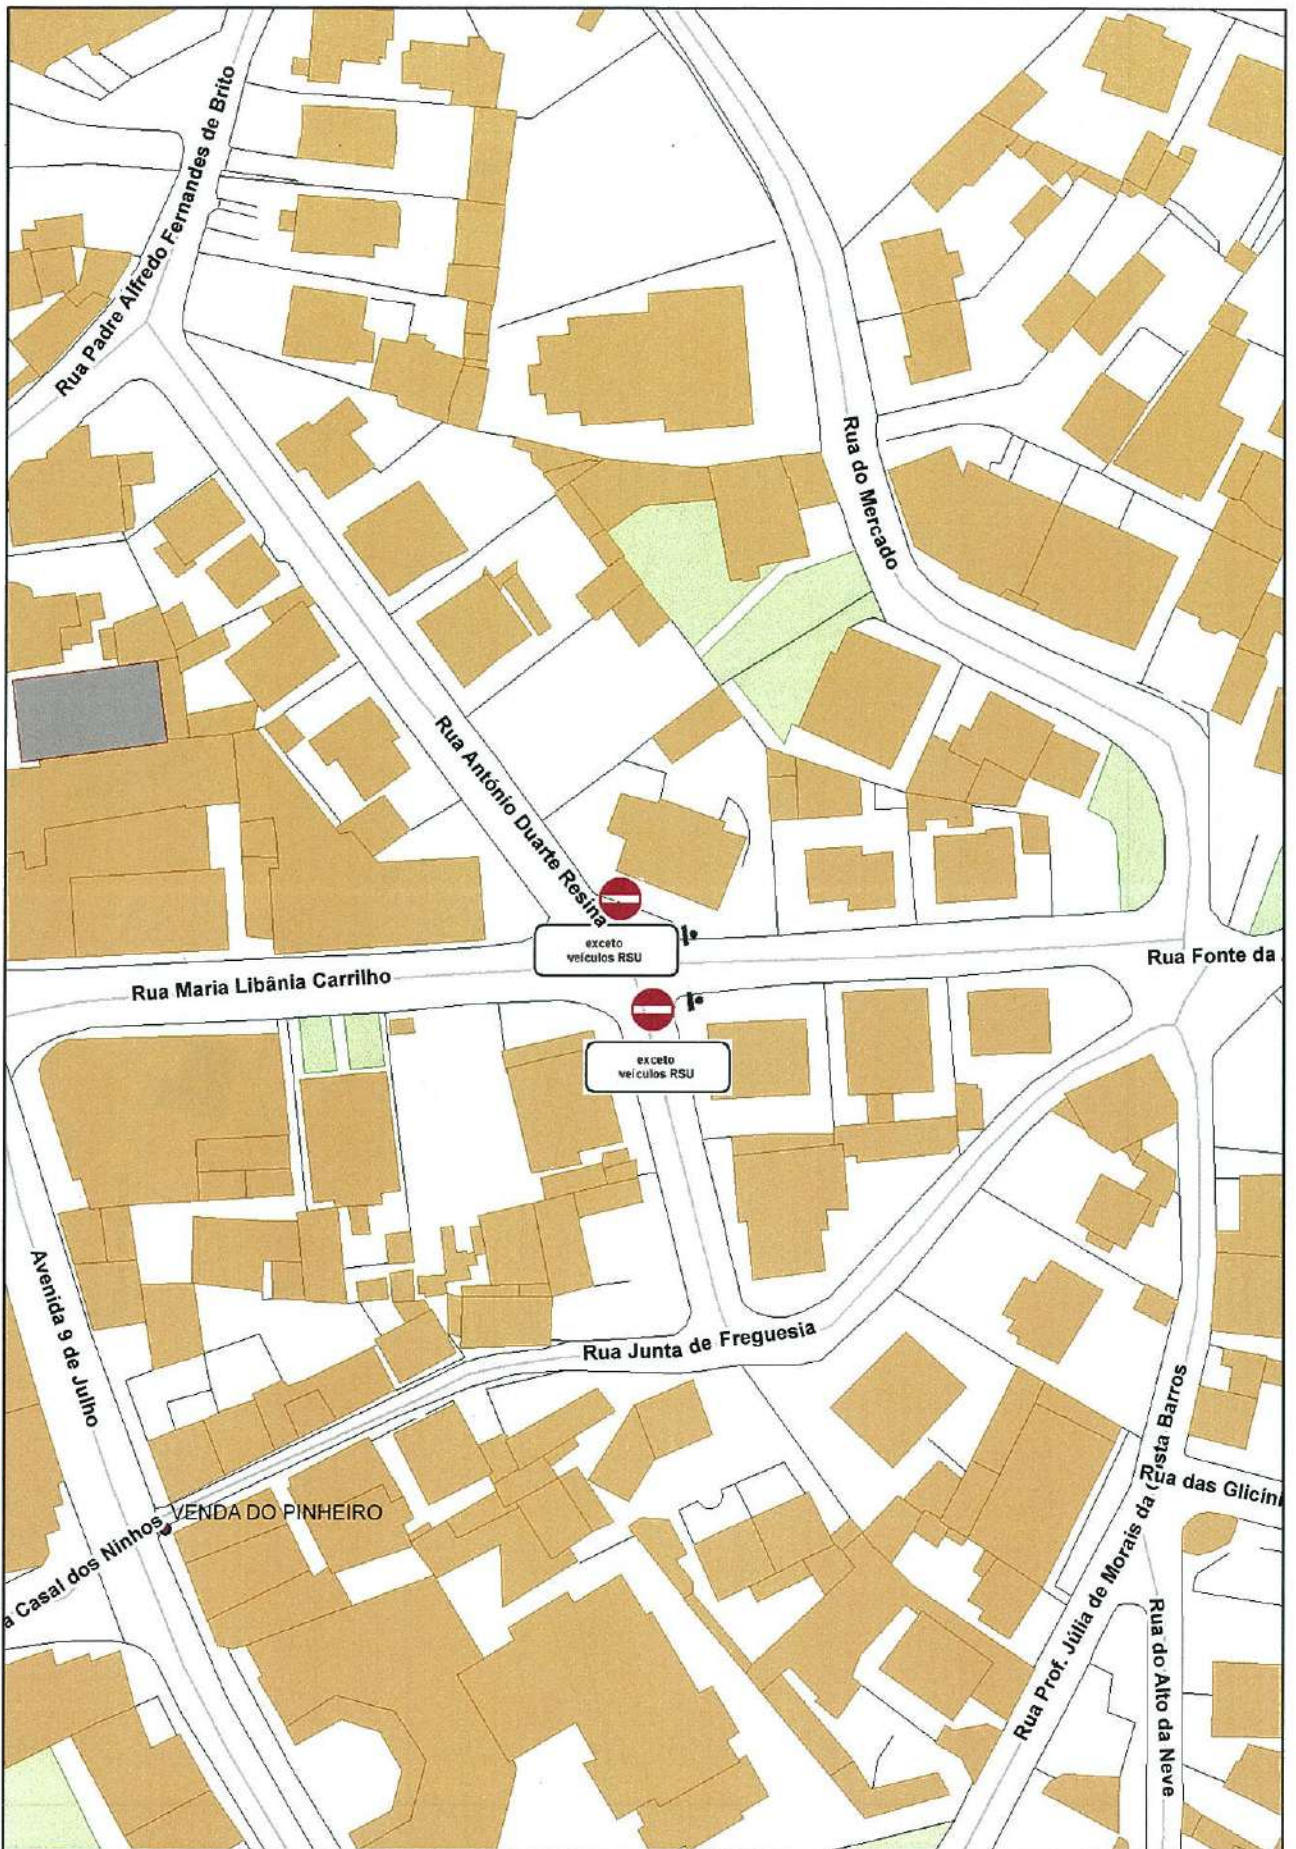 Rua Padre Alfredo Fernandes de Brito
Rua do Mercado
Rua António Duarte Resina
exceto
veículos RSU
Rua Maria Libânia Carrilho
Rua Fonte da
exceto
veículos RSU
Avenida 9 de Julho
Rua Junta de Freguesia
VENDA DO PINHEIRO
a Casal dos Ninhos
Rua Prof. Júlia de Morais da Costa Barros
Rua das Glicíni
Rua do Alto da Neve